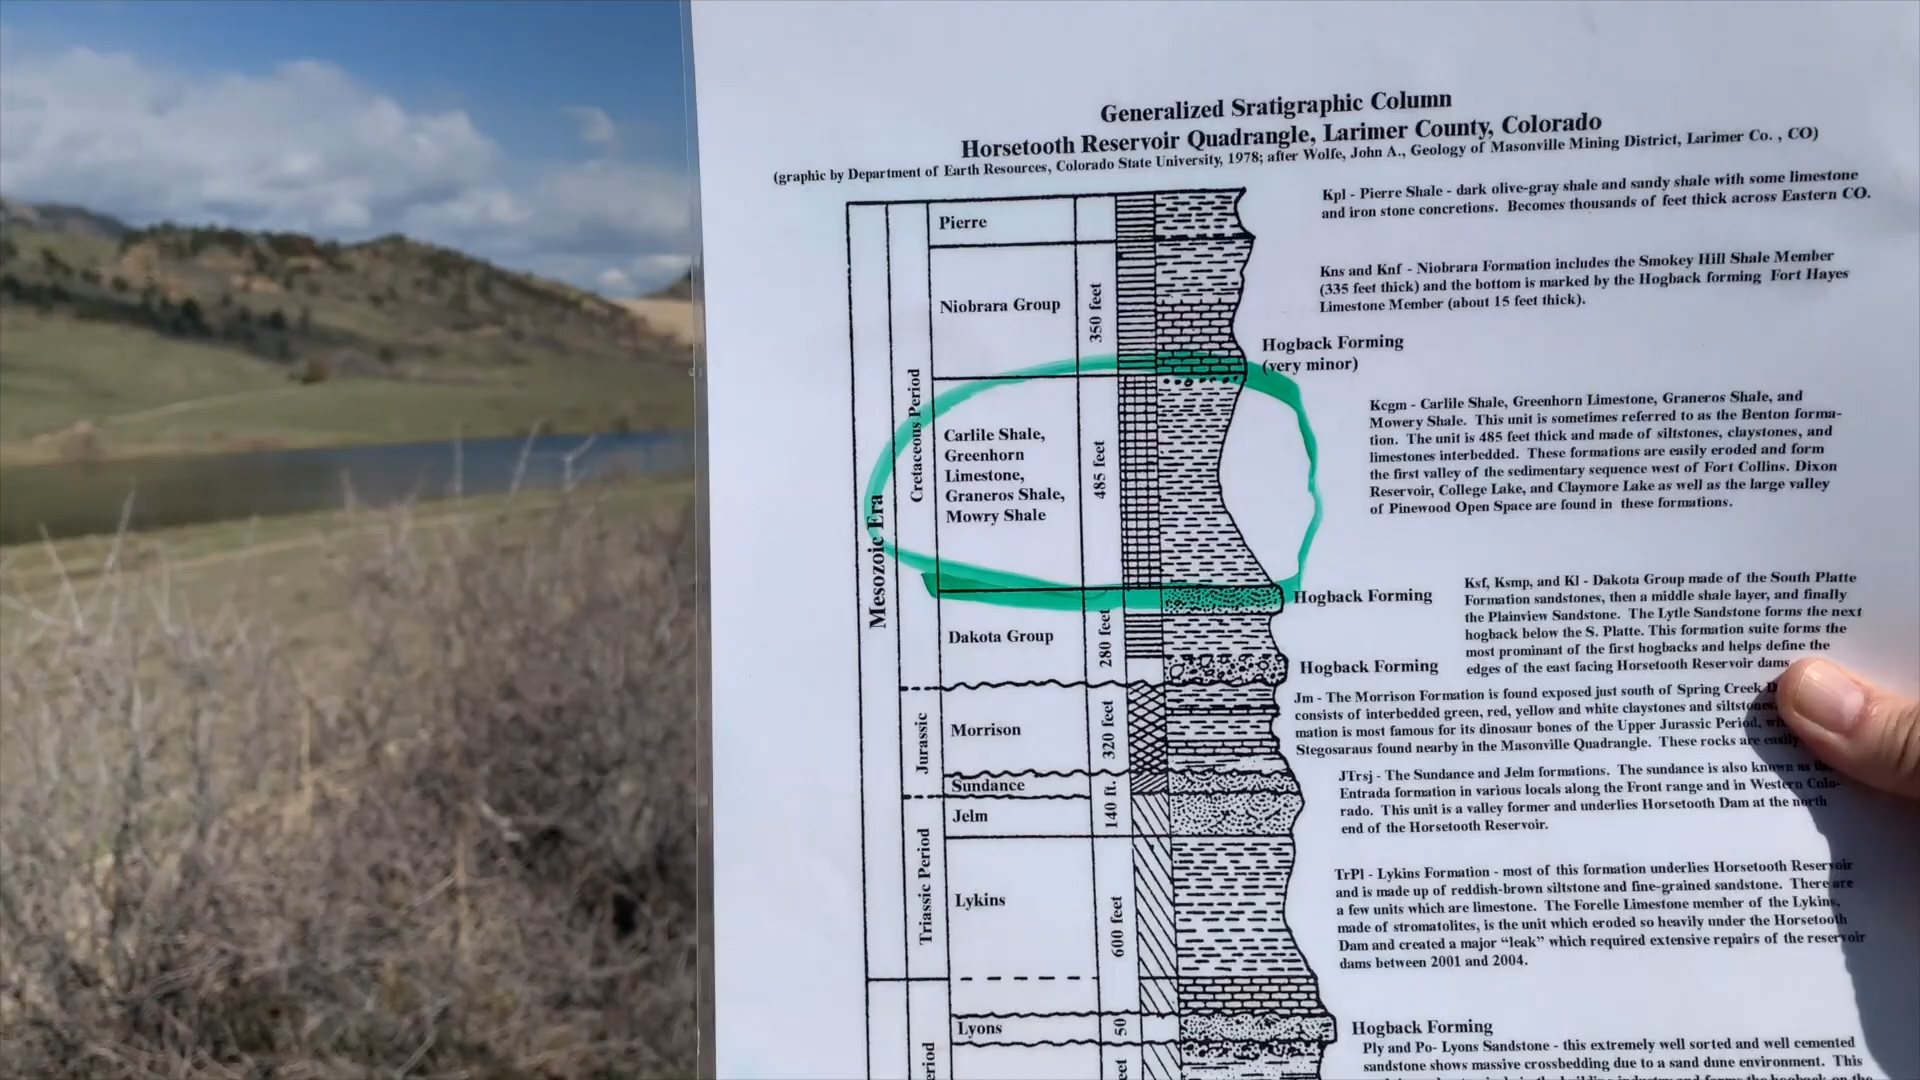 Generalized Sratigraphic Column
Horsetooth Reservoir Quadrangle, Larimer County, Colorado
(graphic by Department of Earth Resources, Colorado State University, 1978; after Wolfe, John A., Geology of Masonville Mining District, Larimer Co. , CO)
Mesozoic Era
Cretaceous Period
Jurassic
Triassic Period
Pierre
Niobrara Group
350 feet
Carlile Shale,
Greenhorn
Limestone,
Graneros Shale,
Mowry Shale
485 feet
Dakota Group
280 feet
Morrison
320 feet
Sundance
Jelm
140 ft.
Lykins
600 feet
Lyons
50
eet
riod
Kpl - Pierre Shale - dark olive-gray shale and sandy shale with some limestone
and iron stone concretions. Becomes thousands of feet thick across Eastern CO.
Kns and Knf - Niobrara Formation includes the Smokey Hill Shale Member
(335 feet thick) and the bottom is marked by the Hogback forming Fort Hayes
Limestone Member (about 15 feet thick).
Hogback Forming
(very minor)
Kcgm - Carlile Shale, Greenhorn Limestone, Graneros Shale, and
Mowery Shale. This unit is sometimes referred to as the Benton forma-
tion. The unit is 485 feet thick and made of siltstones, claystones, and
limestones interbedded. These formations are easily eroded and form
the first valley of the sedimentary sequence west of Fort Collins. Dixon
Reservoir, College Lake, and Claymore Lake as well as the large valley
of Pinewood Open Space are found in these formations.
Hogback Forming
Ksf, Ksmp, and Kl - Dakota Group made of the South Platte
Formation sandstones, then a middle shale layer, and finally
the Plainview Sandstone. The Lytle Sandstone forms the next
hogback below the S. Platte. This formation suite forms the
most prominant of the first hogbacks and helps define the
edges of the east facing Horsetooth Reservoir dams
Hogback Forming
Jm - The Morrison Formation is found exposed just south of Spring Creek
consists of interbedded green, red, yellow and white claystones and siltstones.
mation is most famous for its dinosaur bones of the Upper Jurassic Period,
Stegosaraus found nearby in the Masonville Quadrangle. These rocks are easily
JTrsj - The Sundance and Jelm formations. The sundance is also known as the
Entrada formation in various locals along the Front range and in Western Colo-
rado. This unit is a valley former and underlies Horsetooth Dam at the north
end of the Horsetooth Reservoir.
TrPl - Lykins Formation - most of this formation underlies Horsetooth Reservoir
and is made up of reddish-brown siltstone and fine-grained sandstone. There are
a few units which are limestone. The Forelle Limestone member of the Lykins,
made of stromatolites, is the unit which eroded so heavily under the Horsetooth
Dam and created a major “leak” which required extensive repairs of the reservoir
dams between 2001 and 2004.
Hogback Forming
Ply and Po- Lyons Sandstone - this extremely well sorted and well cemented
sandstone shows massive crossbedding due to a sand dune environment. This